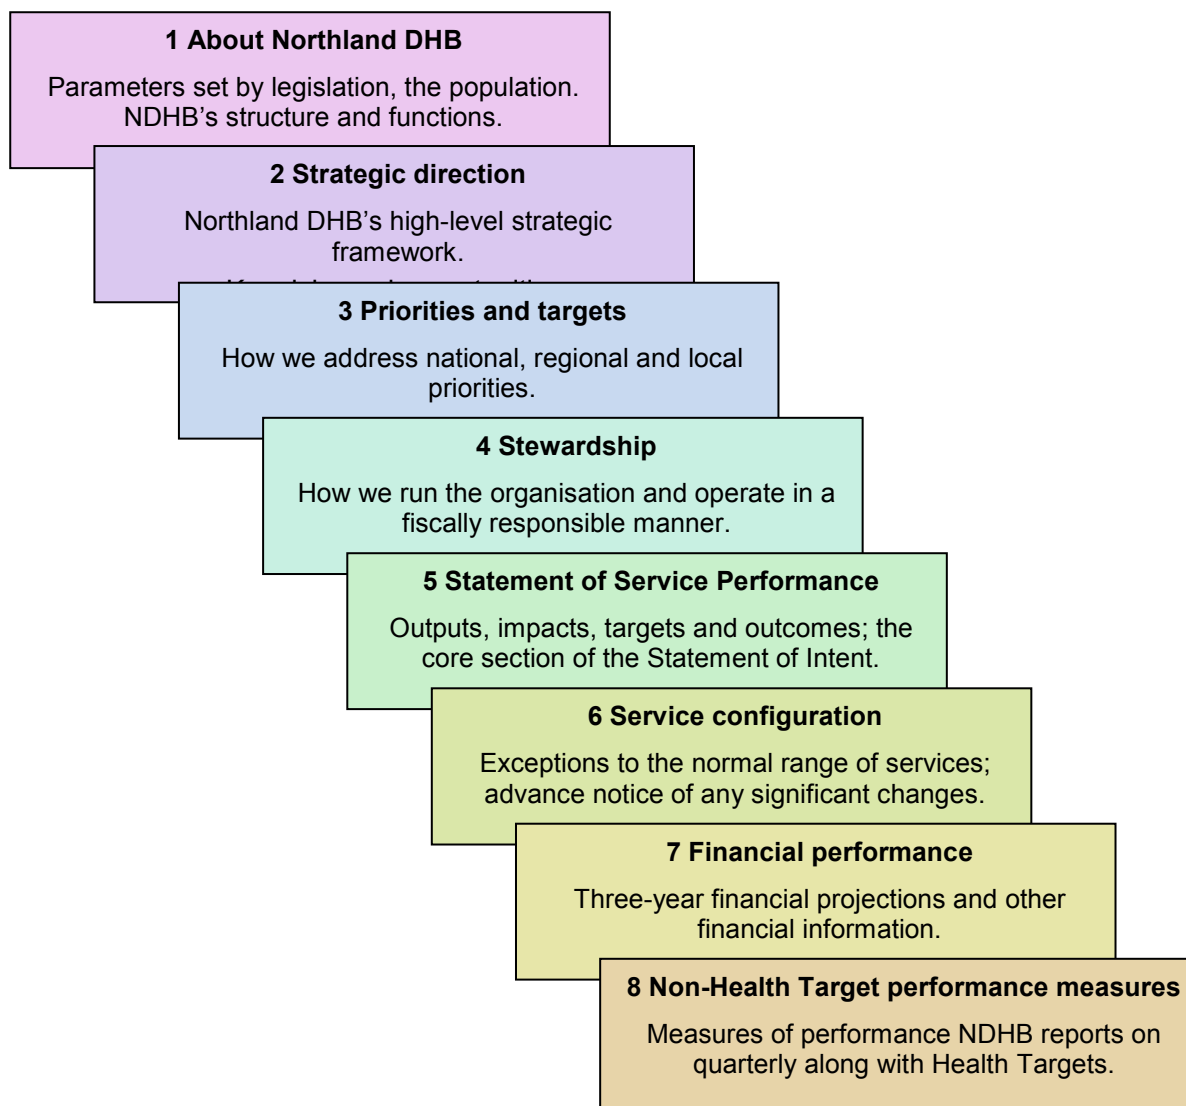 1 About Northland DHB
Parameters set by legislation, the population.
NDHB's structure and functions.
2 Strategic direction
Northland DHB's high-level strategic
framework.
3 Priorities and targets
How we address national, regional and local
priorities.
4 Stewardship
How we run the organisation and operate in a
fiscally responsible manner.
5 Statement of Service Performance
Outputs, impacts, targets and outcomes; the
core section of the Statement of Intent.
6 Service configuration
Exceptions to the normal range of services;
advance notice of any significant changes.
7 Financial performance
Three-year financial projections and other
financial information.
8 Non-Health Target performance measures
Measures of performance NDHB reports on
quarterly along with Health Targets.